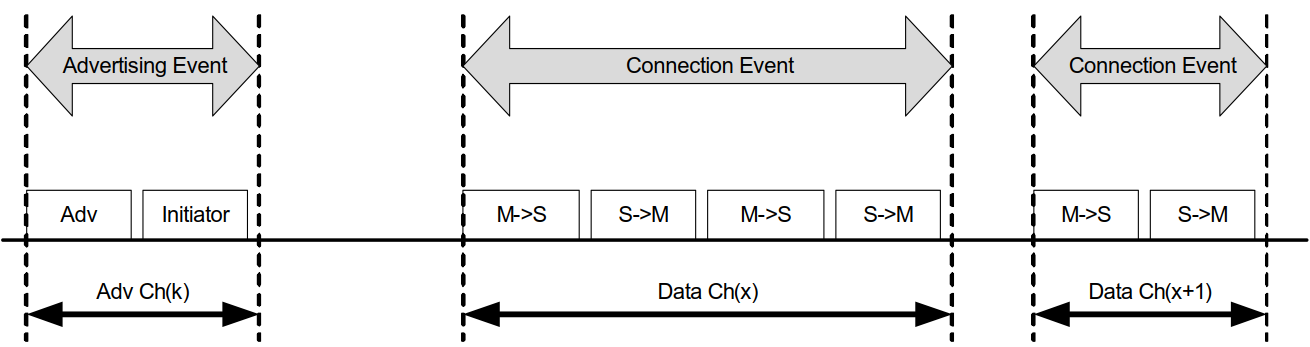 Advertising Event
Connection Event
Connection Event
Adv
Initiator
M->S
S->M
M->S
S->M
M->S
S->M
Adv Ch(k)
Data Ch(x)
Data Ch(x+1)